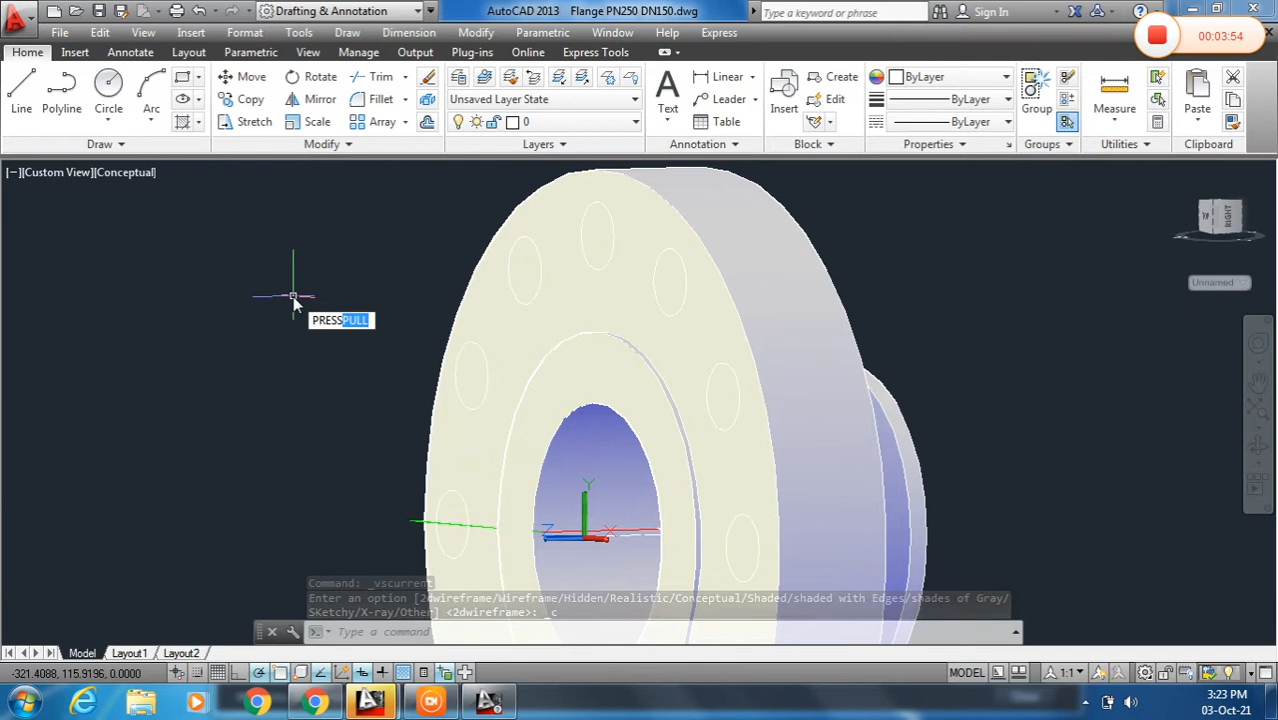 Drafting & Annotation
AutoCAD 2013 Flange PN250 DN150.dwg
Type a keyword or phrase
Sign In
00:03:54
File Edit View Insert Format Tools Draw Dimension Modify Parametric Window Help Express
Home Insert Annotate Layout Parametric View Manage Output Plug-ins Online Express Tools
Line Polyline Circle Arc
Move Rotate Trim
Copy Mirror Fillet
Stretch Scale Array
Unsaved Layer State
0
Text
Linear
Leader
Table
Insert
Create
Edit
ByLayer
ByLayer
ByLayer
Group
Measure
Paste
Draw Modify Layers Annotation Block Properties Groups Utilities Clipboard
[−][Custom View][Conceptual]
TOP RIGHT
Unnamed
PRESSPULL
Y
Z X
Command: _vscurrent
Enter an option [2dwireframe/Wireframe/Hidden/Realistic/Conceptual/Shaded/shaded with Edges/shades of Gray/
SKetchy/X-ray/Other] <2dwireframe>: _c
Type a command
Model Layout1 Layout2
-321.4088, 115.9196, 0.0000
MODEL
1:1
3:23 PM
03-Oct-21